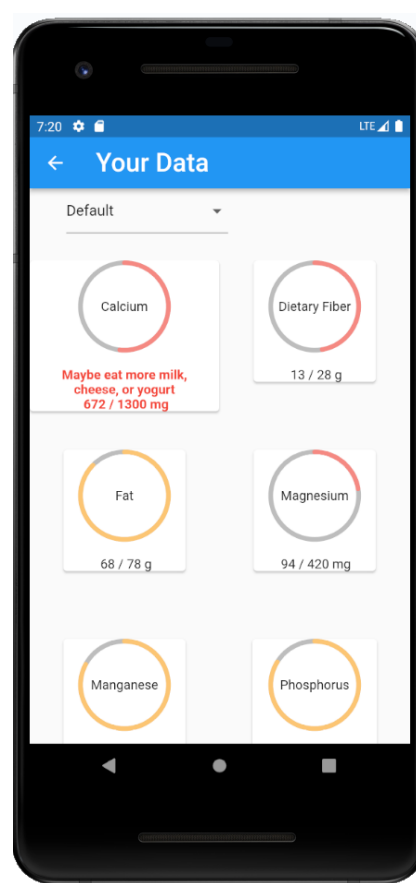 7:20
LTE
Your Data
Default
Calcium
Maybe eat more milk,
cheese, or yogurt
672 / 1300 mg
Dietary Fiber
13 / 28 g
Fat
68 / 78 g
Magnesium
94 / 420 mg
Manganese
Phosphorus